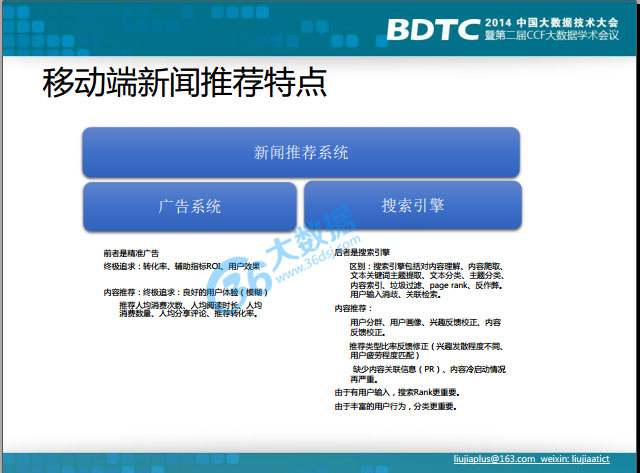 BDTC 2014 中国大数据技术大会
暨第二届CCF大数据学术会议
移动端新闻推荐特点
新闻推荐系统
广告系统
搜索引擎
36大数据
www.36dsj.com
前者是精准广告
终极追求：转化率、辅助指标ROI、用户效果
内容推荐：终极追求：良好的用户体验（模糊）
推荐人均消费次数、人均阅读时长、人均
消费数量、人均分享评论、推荐转化率。
后者是搜索引擎
区别：搜索引擎包括对内容理解、内容爬取、
文本关键词主题提取、文本分类、主题分类、
内容索引、垃圾过滤、page rank、反作弊。
用户输入消歧、关联检索。
内容推荐：
用户分群、用户画像、兴趣反馈校正、内容
反馈校正。
推荐类型比率反馈修正（兴趣发散程度不同、
用户疲劳程度匹配）
缺少内容关联信息（PR）、内容冷启动情况
再严重。
由于有用户输入，搜索Rank更重要。
由于丰富的用户行为，分类更重要。
liujiaplus@163.com weixin: liujiaatict